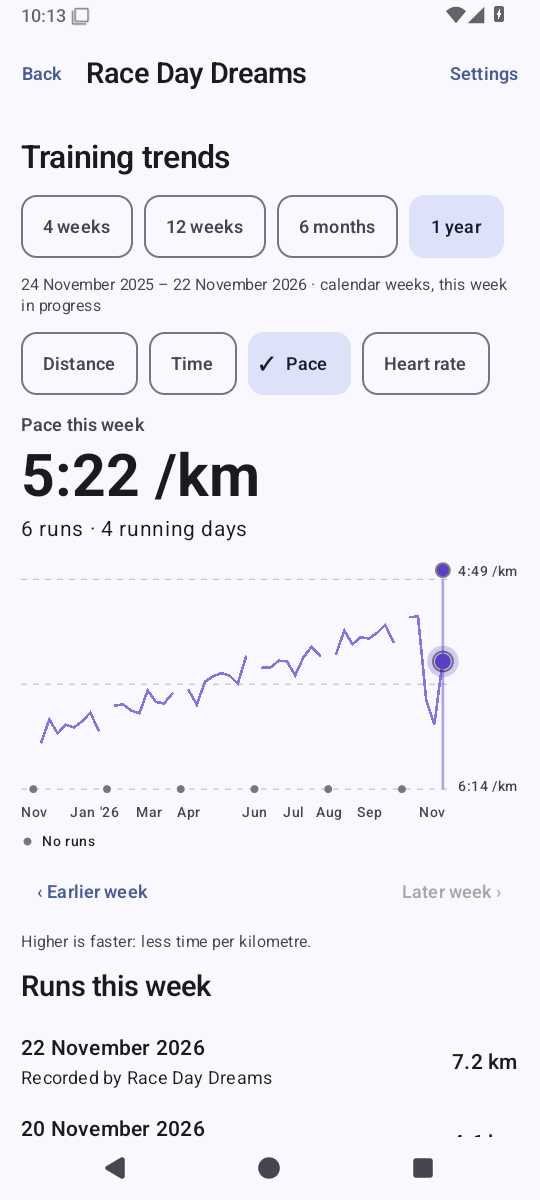 10:13
Back Race Day Dreams Settings
Training trends
4 weeks 12 weeks 6 months 1 year
24 November 2025 – 22 November 2026 · calendar weeks, this week
in progress
Distance Time ✓ Pace Heart rate
Pace this week
5:22 /km
6 runs · 4 running days
4:49 /km
6:14 /km
Nov Jan '26 Mar Apr Jun Jul Aug Sep Nov
No runs
‹ Earlier week Later week ›
Higher is faster: less time per kilometre.
Runs this week
22 November 2026
7.2 km
Recorded by Race Day Dreams
20 November 2026